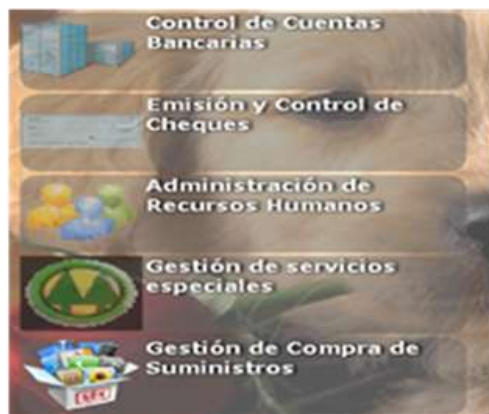 Control de Cuentas
Bancarias
Emisión y Control de
Cheques
Administración de
Recursos Humanos
Gestión de servicios
especiales
Gestión de Compra de
Suministros